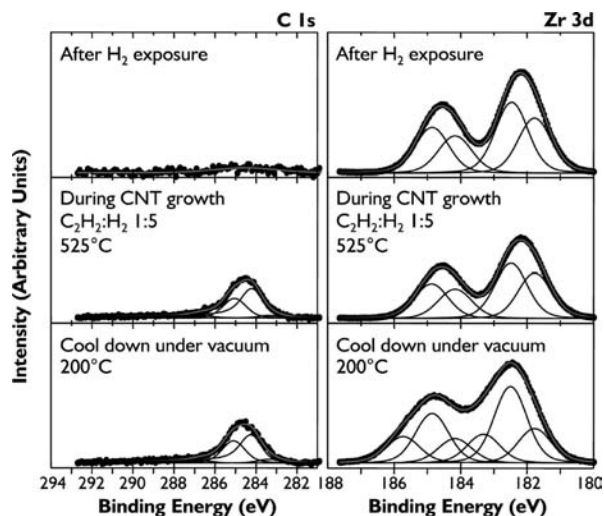 C 1s
Zr 3d
Intensity (Arbitrary Units)
After H₂ exposure
After H₂ exposure
During CNT growth
C₂H₂:H₂ 1:5
525°C
During CNT growth
C₂H₂:H₂ 1:5
525°C
Cool down under vacuum
200°C
Cool down under vacuum
200°C
294 292 290 288 286 284 282
188 186 184 182 180
Binding Energy (eV)
Binding Energy (eV)